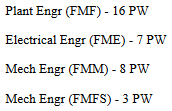 Plant Engr (FMF) - 16 PW
Electrical Engr (FME) - 7 PW
Mech Engr (FMM) - 8 PW
Mech Engr (FMFS) - 3 PW